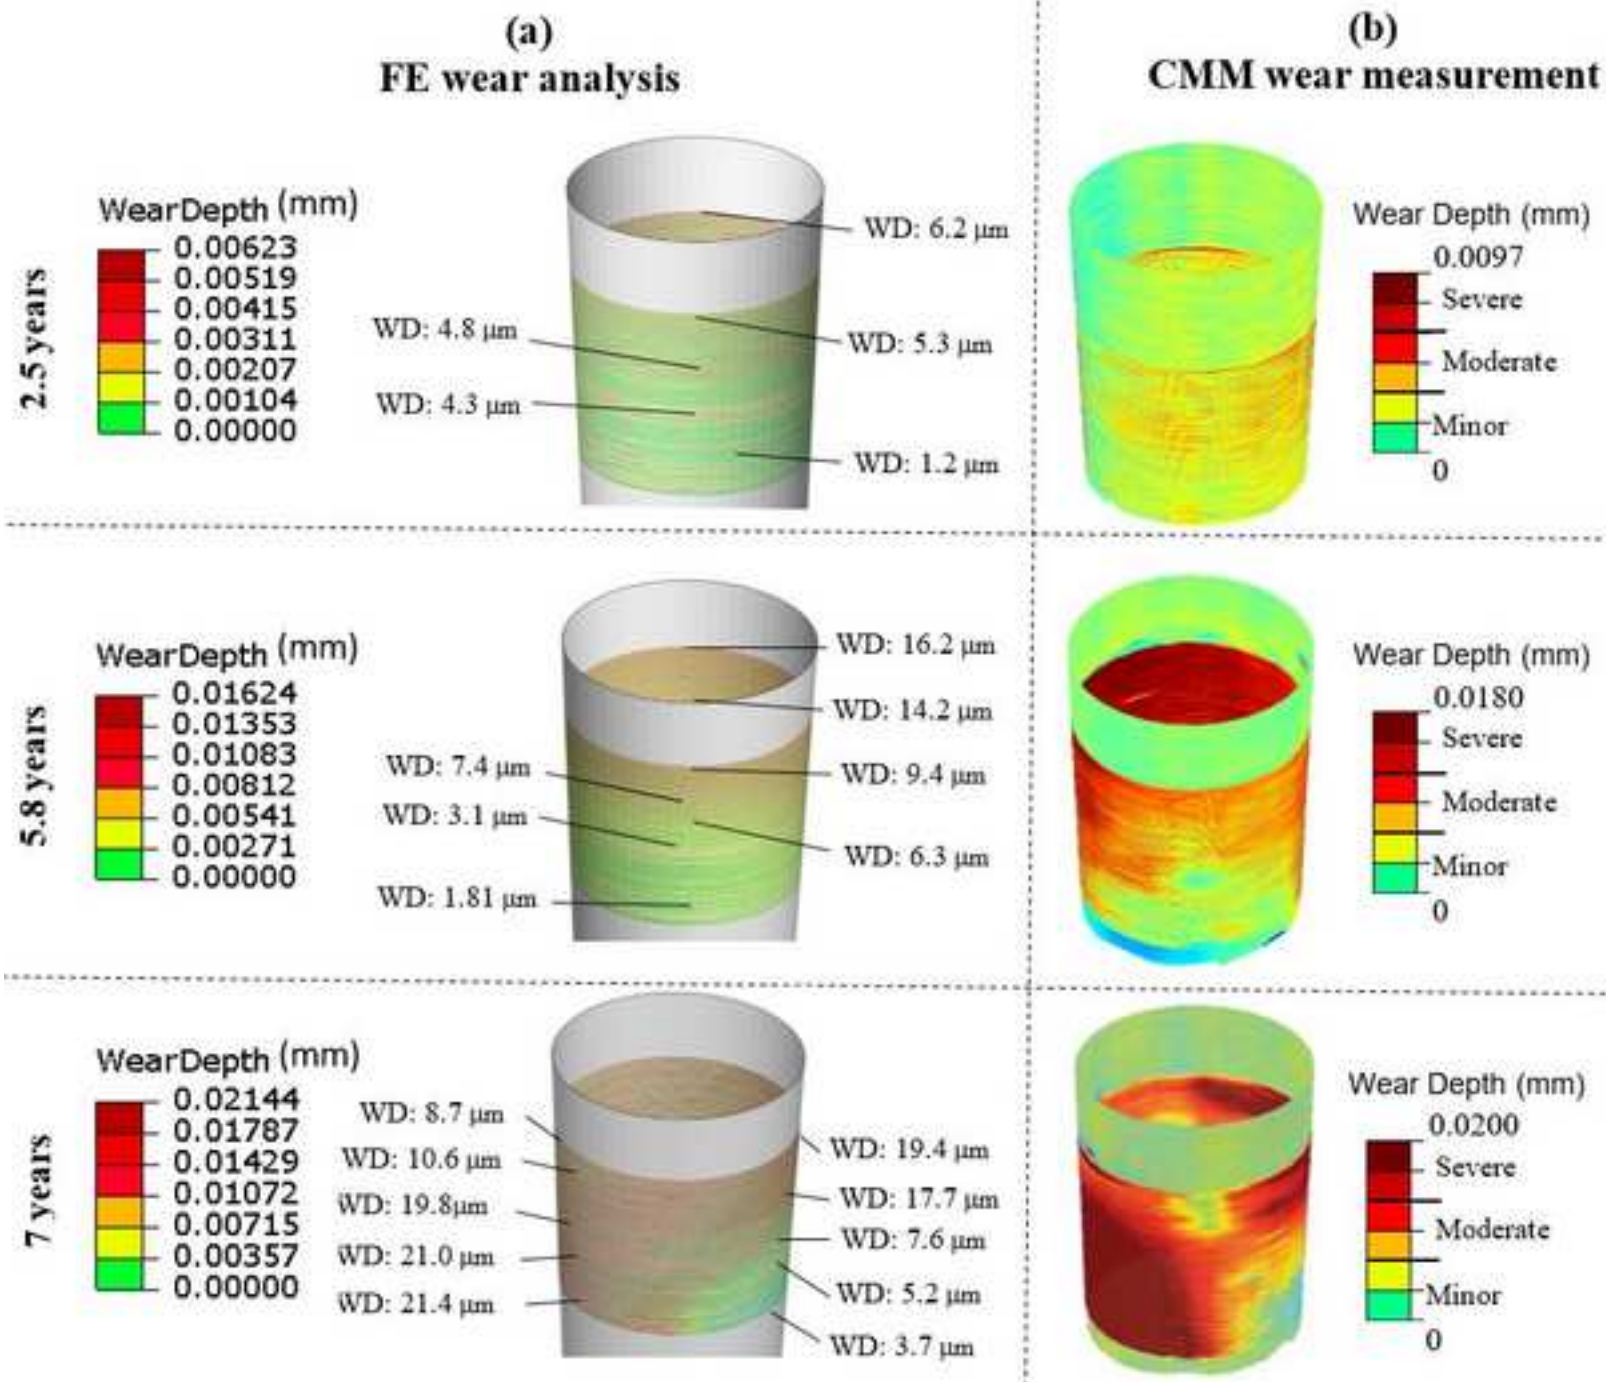 (a)
FE wear analysis
(b)
CMM wear measurement
2.5 years
WearDepth (mm)
0.00623
0.00519
0.00415
0.00311
0.00207
0.00104
0.00000
WD: 6.2 μm
WD: 4.8 μm
WD: 5.3 μm
WD: 4.3 μm
WD: 1.2 μm
Wear Depth (mm)
0.0097
Severe
Moderate
Minor
0
5.8 years
WearDepth (mm)
0.01624
0.01353
0.01083
0.00812
0.00541
0.00271
0.00000
WD: 16.2 μm
WD: 14.2 μm
WD: 7.4 μm
WD: 9.4 μm
WD: 3.1 μm
WD: 6.3 μm
WD: 1.81 μm
Wear Depth (mm)
0.0180
Severe
Moderate
Minor
0
7 years
WearDepth (mm)
0.02144
0.01787
0.01429
0.01072
0.00715
0.00357
0.00000
WD: 8.7 μm
WD: 10.6 μm
WD: 19.8μm
WD: 21.0 μm
WD: 21.4 μm
WD: 19.4 μm
WD: 17.7 μm
WD: 7.6 μm
WD: 5.2 μm
WD: 3.7 μm
Wear Depth (mm)
0.0200
Severe
Moderate
Minor
0